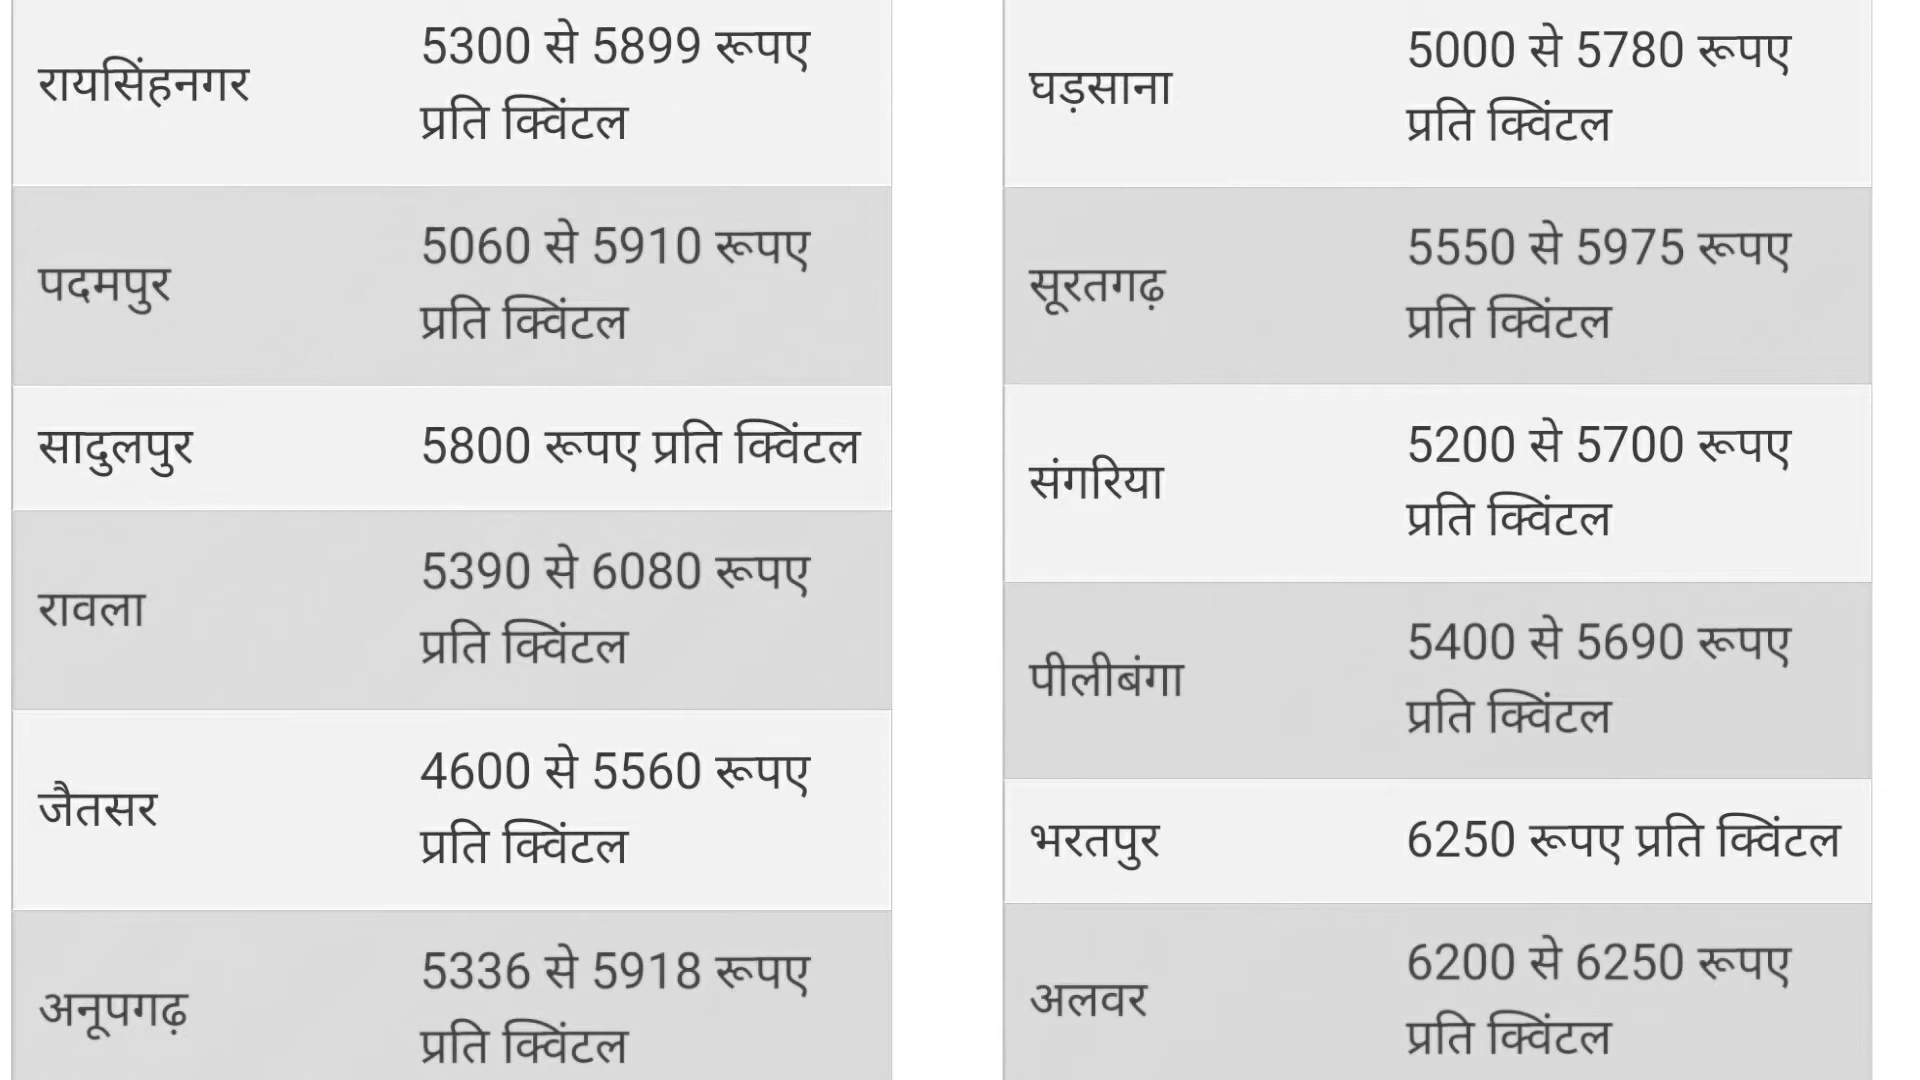 रायसिंहनगर
5300 से 5899 रूपए
प्रति क्विंटल
पदमपुर
5060 से 5910 रूपए
प्रति क्विंटल
सादुलपुर
5800 रूपए प्रति क्विंटल
रावला
5390 से 6080 रूपए
प्रति क्विंटल
जैतसर
4600 से 5560 रूपए
प्रति क्विंटल
अनूपगढ़
5336 से 5918 रूपए
प्रति क्विंटल
घड़साना
5000 से 5780 रूपए
प्रति क्विंटल
सूरतगढ़
5550 से 5975 रूपए
प्रति क्विंटल
संगरिया
5200 से 5700 रूपए
प्रति क्विंटल
पीलीबंगा
5400 से 5690 रूपए
प्रति क्विंटल
भरतपुर
6250 रूपए प्रति क्विंटल
अलवर
6200 से 6250 रूपए
प्रति क्विंटल